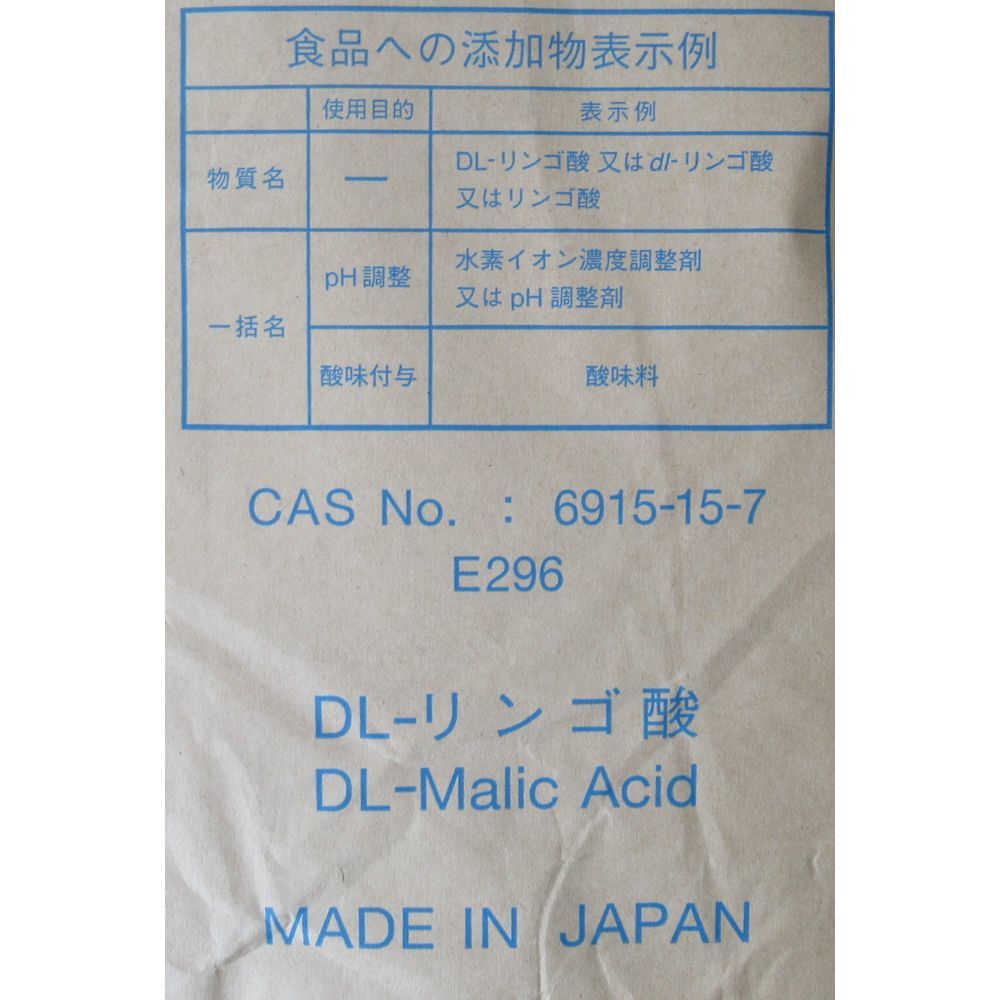 食品への添加物表示例
使用目的 表示例
物質名 — DL-リンゴ酸 又はdl-リンゴ酸
又はリンゴ酸
一括名 pH調整 水素イオン濃度調整剤
又は pH 調整剤
酸味付与 酸味料
CAS No. : 6915-15-7
E296
DL-リンゴ酸
DL-Malic Acid
MADE IN JAPAN